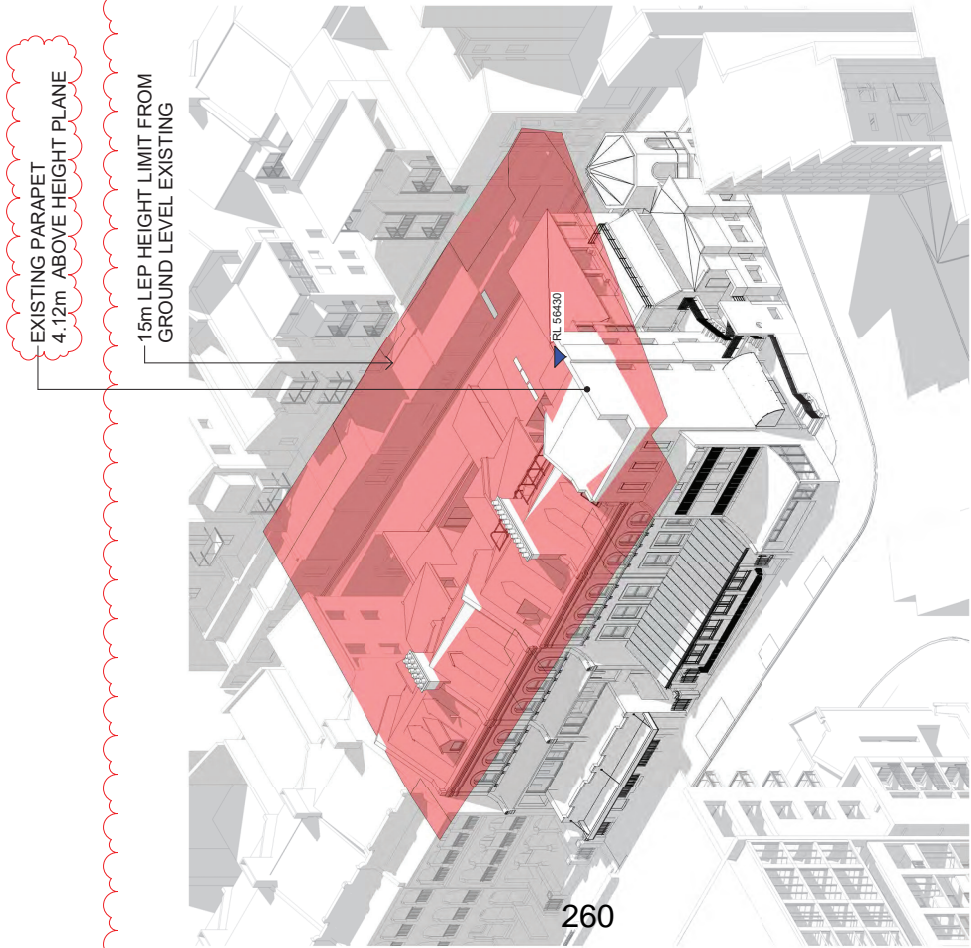 EXISTING PARAPET
4.12m ABOVE HEIGHT PLANE
15m LEP HEIGHT LIMIT FROM
GROUND LEVEL EXISTING
RL 56430
260